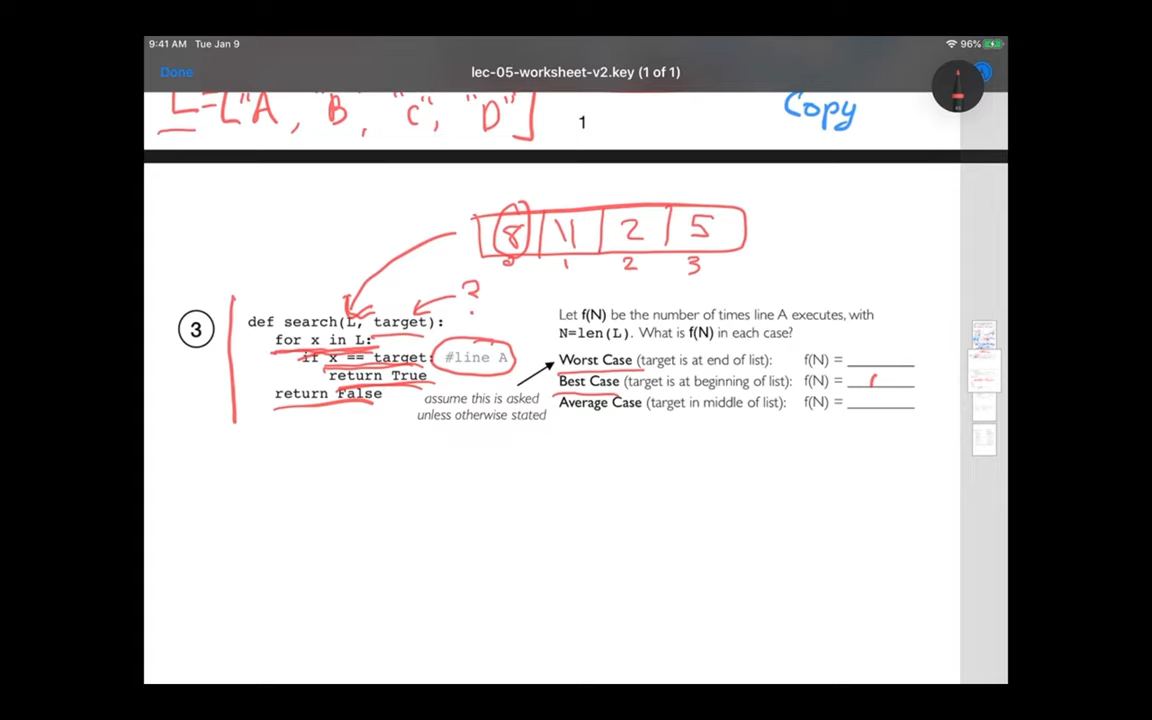 9:41 AM Tue Jan 9
96%
Done
lec-05-worksheet-v2.key (1 of 1)
L=["A, "B, "C", "D"]
1
Copy
8 11 2 5
0 1 2 3
?
3
def search(L, target):
for x in L:
if x == target: #line A
return True
return False
assume this is asked
unless otherwise stated
Let f(N) be the number of times line A executes, with
N=len(L). What is f(N) in each case?
Worst Case (target is at end of list): f(N) =
Best Case (target is at beginning of list): f(N) = 1
Average Case (target in middle of list): f(N) =